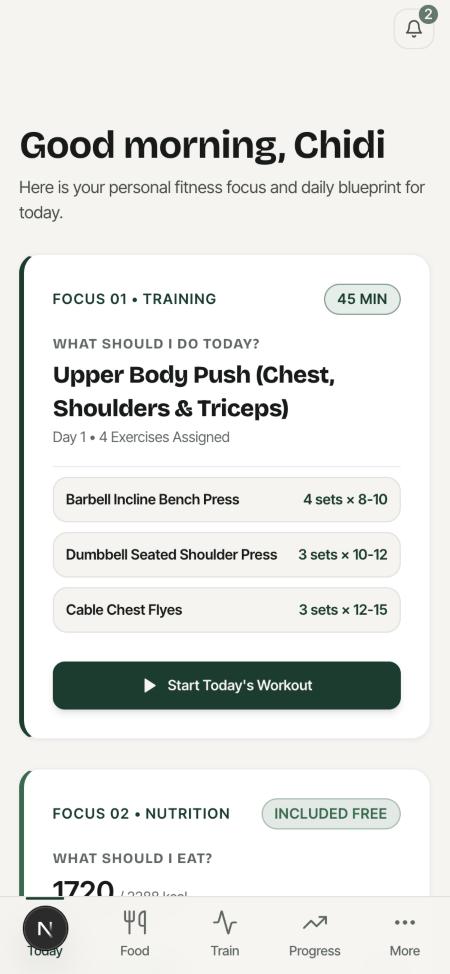 2
Good morning, Chidi
Here is your personal fitness focus and daily blueprint for
today.
FOCUS 01 • TRAINING
45 MIN
WHAT SHOULD I DO TODAY?
Upper Body Push (Chest,
Shoulders & Triceps)
Day 1 • 4 Exercises Assigned
Barbell Incline Bench Press 4 sets × 8-10
Dumbbell Seated Shoulder Press 3 sets × 10-12
Cable Chest Flyes 3 sets × 12-15
Start Today's Workout
FOCUS 02 • NUTRITION
INCLUDED FREE
WHAT SHOULD I EAT?
1720 / 2288 kcal
N
Today Food Train Progress More